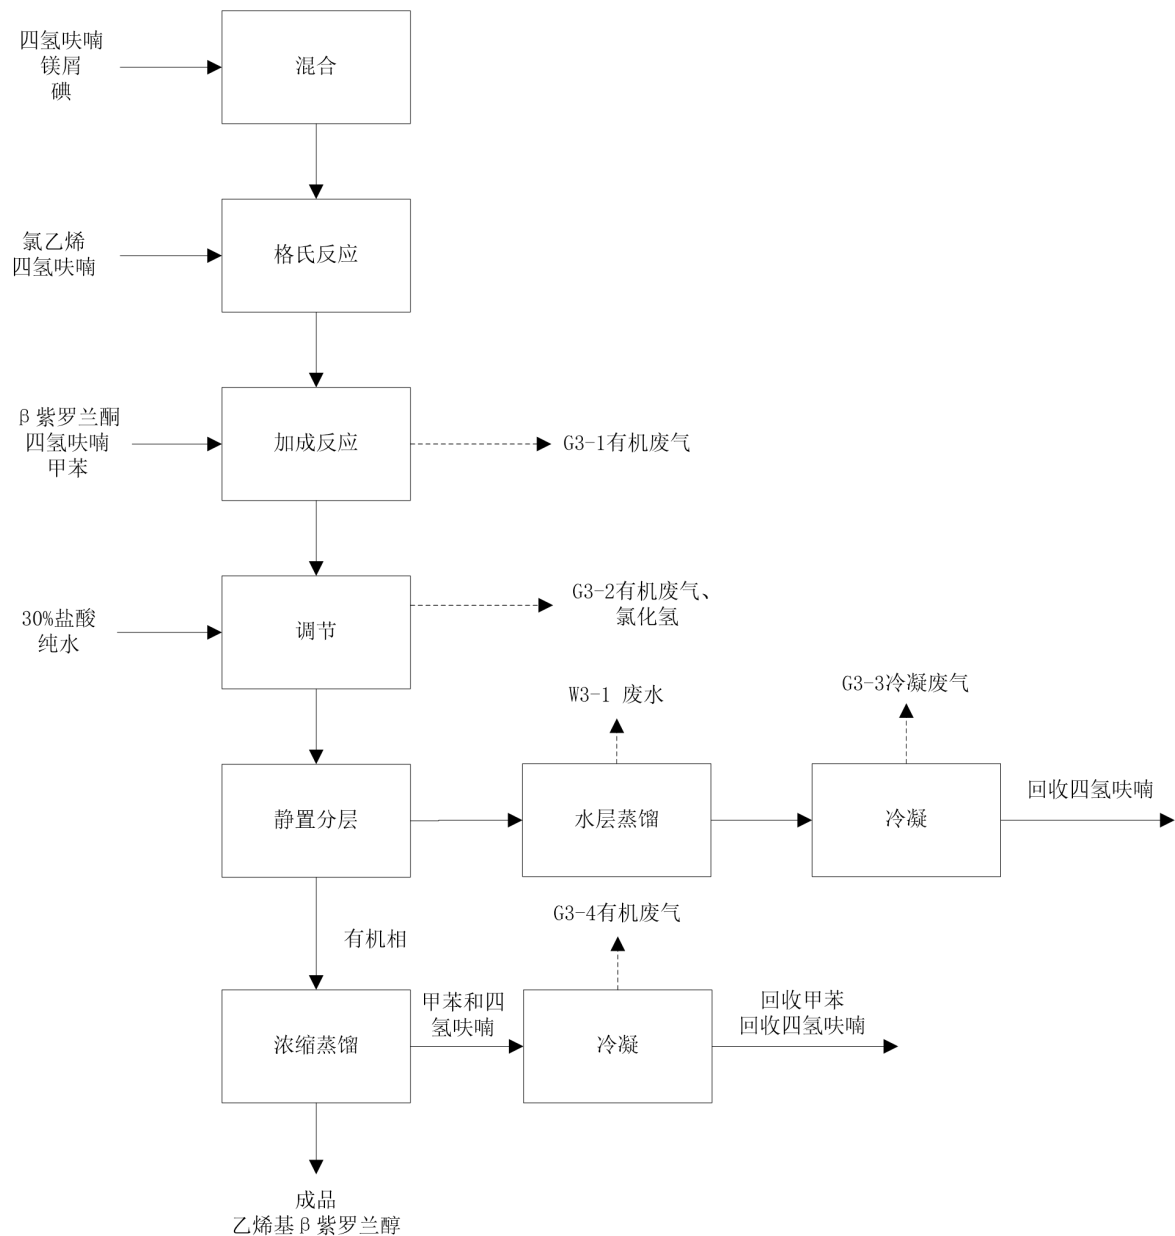 四氢呋喃
镁屑
碘
混合
氯乙烯
四氢呋喃
格氏反应
β紫罗兰酮
四氢呋喃
甲苯
加成反应
G3-1有机废气
30%盐酸
纯水
调节
G3-2有机废气、
氯化氢
W3-1 废水
G3-3冷凝废气
静置分层
水层蒸馏
冷凝
回收四氢呋喃
有机相
G3-4有机废气
浓缩蒸馏
甲苯和四
氢呋喃
冷凝
回收甲苯
回收四氢呋喃
成品
乙烯基β紫罗兰醇